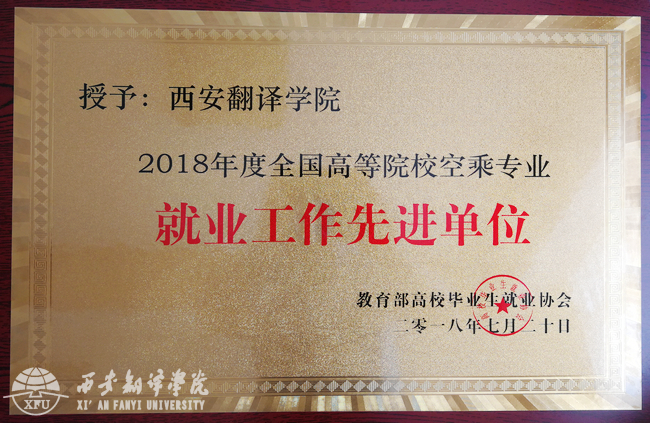 授予：西安翻译学院
2018年度全国高等院校空乘专业
就业工作先进单位
教育部高校毕业生就业协会
二零一八年七月二十日
西安翻译学院
XI' AN FANYI UNIVERSITY
XFU